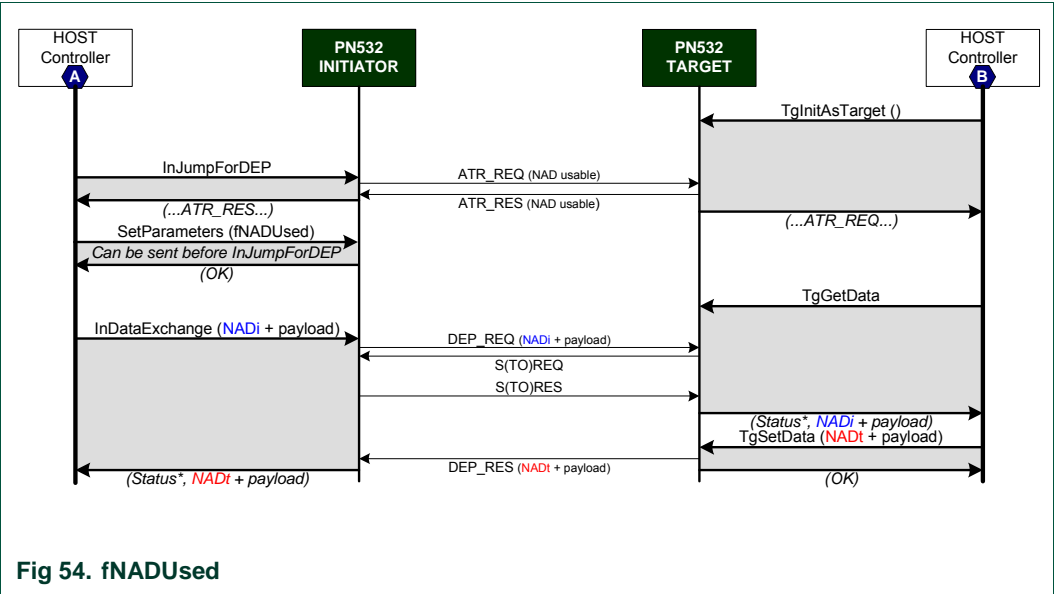 HOST
Controller
A
PN532
INITIATOR
PN532
TARGET
HOST
Controller
B
TgInitAsTarget ()
InJumpForDEP
ATR_REQ (NAD usable)
ATR_RES (NAD usable)
(...ATR_RES...)
(...ATR_REQ...)
SetParameters (fNADUsed)
Can be sent before InJumpForDEP
(OK)
TgGetData
InDataExchange (NADi + payload)
DEP_REQ (NADi + payload)
S(TO)REQ
S(TO)RES
(Status*, NADi + payload)
TgSetData (NADt + payload)
DEP_RES (NADt + payload)
(Status*, NADt + payload)
(OK)
Fig 54. fNADUsed